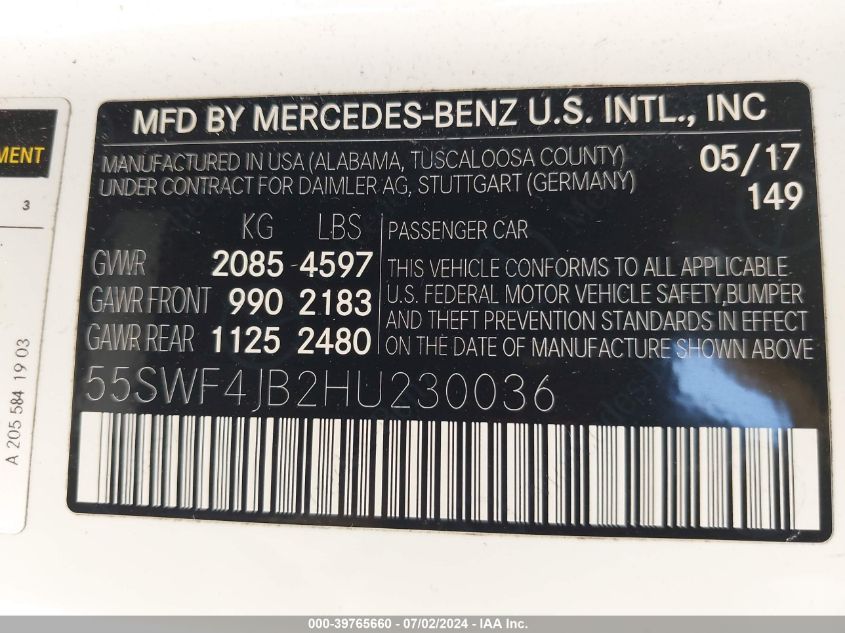 MFD BY MERCEDES-BENZ U.S. INTL., INC
MANUFACTURED IN USA (ALABAMA, TUSCALOOSA COUNTY) 05/17
UNDER CONTRACT FOR DAIMLER AG, STUTTGART (GERMANY) 149
KG LBS
GVWR 2085 4597
GAWR FRONT 990 2183
GAWR REAR 1125 2480
PASSENGER CAR
THIS VEHICLE CONFORMS TO ALL APPLICABLE
U.S. FEDERAL MOTOR VEHICLE SAFETY,BUMPER
AND THEFT PREVENTION STANDARDS IN EFFECT
ON THE DATE OF MANUFACTURE SHOWN ABOVE
55SWF4JB2HU230036
MENT
3
A 205 584 19 03
000-39765660 - 07/02/2024 - IAA Inc.